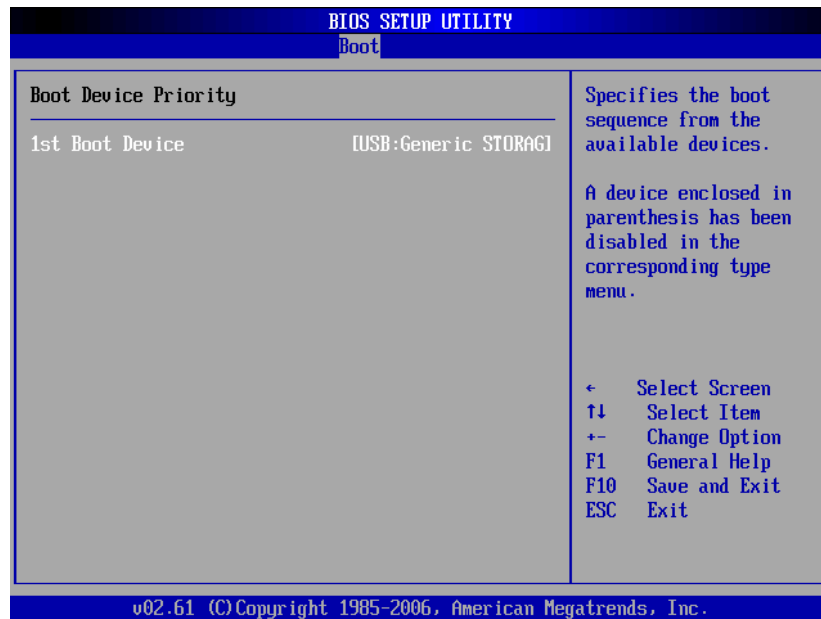 BIOS SETUP UTILITY
Boot
Boot Device Priority
1st Boot Device [USB:Generic STORAG]
Specifies the boot
sequence from the
available devices.
A device enclosed in
parenthesis has been
disabled in the
corresponding type
menu.
← Select Screen
↑↓ Select Item
+- Change Option
F1 General Help
F10 Save and Exit
ESC Exit
v02.61 (C)Copyright 1985-2006, American Megatrends, Inc.